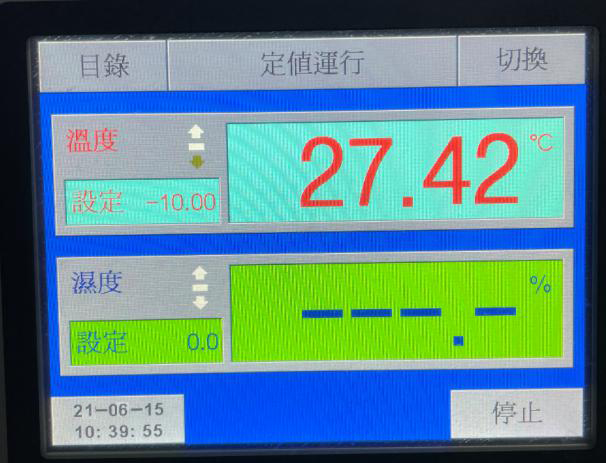 目錄 定值運行 切換
溫度
27.42 ℃
設定 -10.00
濕度
---.- %
設定 0.0
21-06-15
10:39:55
停止